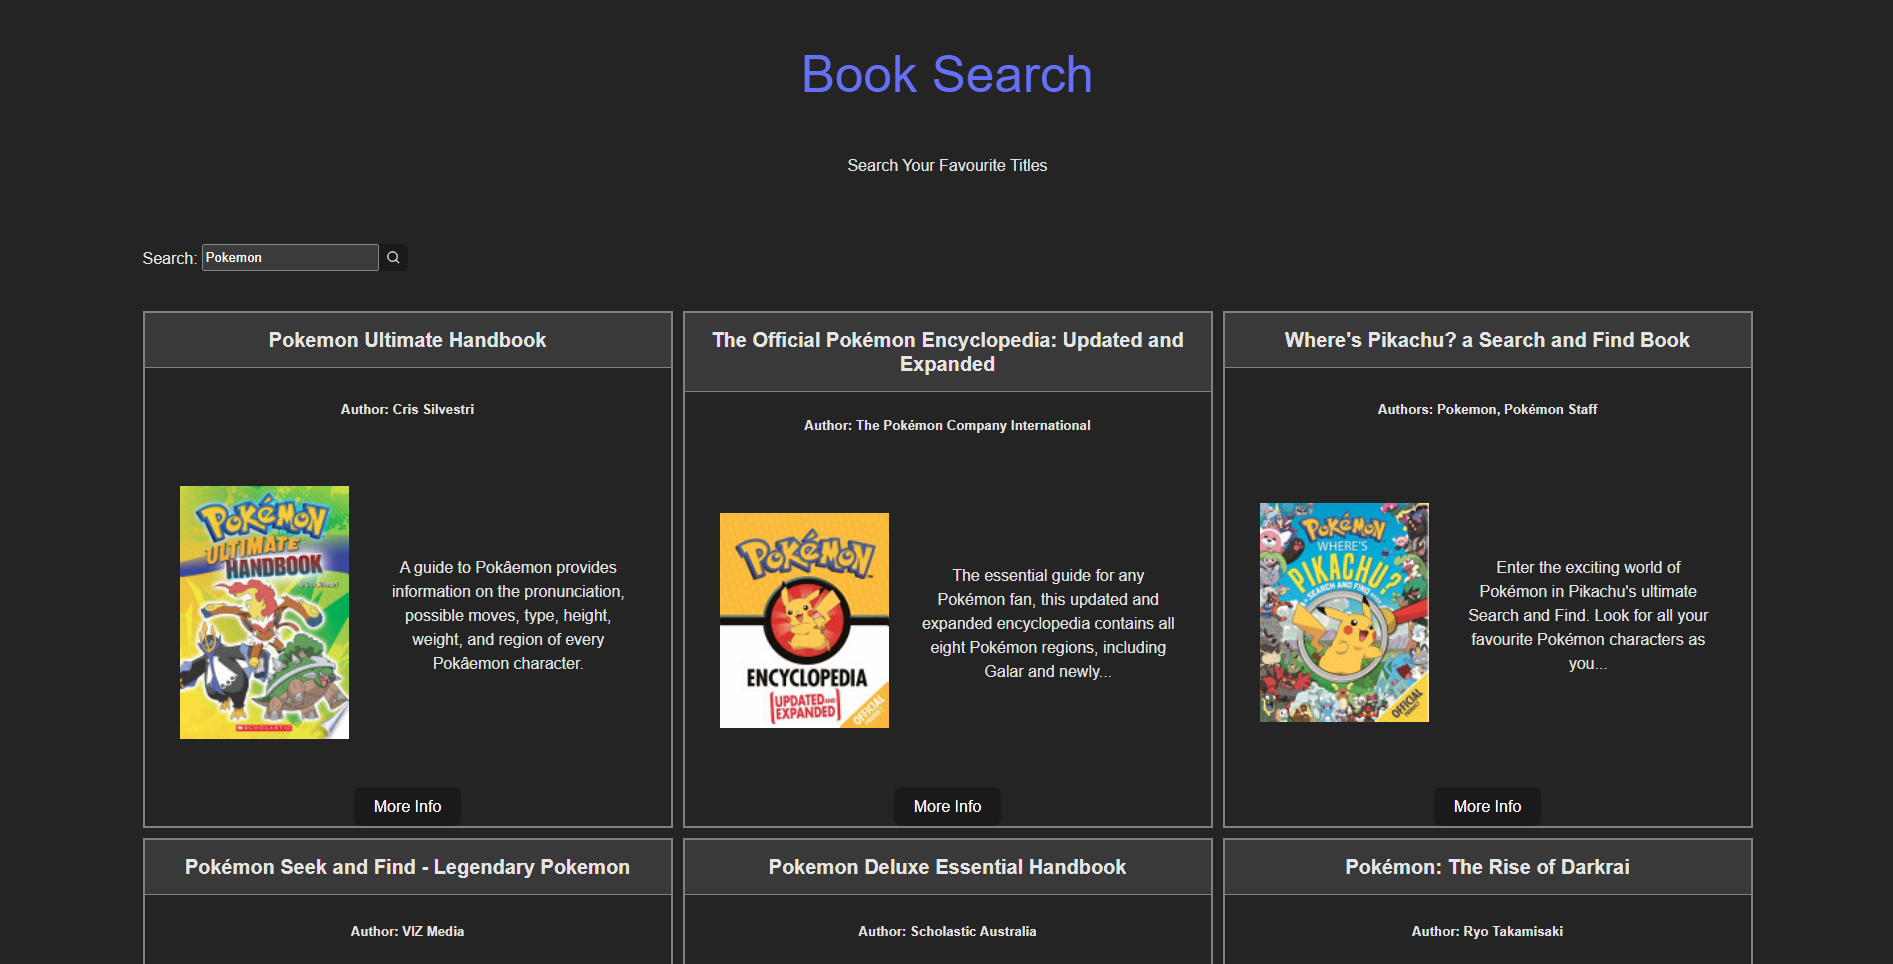 Book Search
Search Your Favourite Titles
Search: Pokemon
Pokemon Ultimate Handbook
Author: Cris Silvestri
POKéMON
ULTIMATE
HANDBOOK
SCHOLASTIC
A guide to Pokâemon provides
information on the pronunciation,
possible moves, type, height,
weight, and region of every
Pokâemon character.
More Info
The Official Pokémon Encyclopedia: Updated and
Expanded
Author: The Pokémon Company International
POKéMON
ENCYCLOPEDIA
UPDATED AND
EXPANDED
OFFICIAL
The essential guide for any
Pokémon fan, this updated and
expanded encyclopedia contains all
eight Pokémon regions, including
Galar and newly...
More Info
Where's Pikachu? a Search and Find Book
Authors: Pokemon, Pokémon Staff
POKéMON
WHERE'S
PIKACHU?
SEARCH AND FIND
OFFICIAL
Enter the exciting world of
Pokémon in Pikachu's ultimate
Search and Find. Look for all your
favourite Pokémon characters as
you...
More Info
Pokémon Seek and Find - Legendary Pokemon
Author: VIZ Media
Pokemon Deluxe Essential Handbook
Author: Scholastic Australia
Pokémon: The Rise of Darkrai
Author: Ryo Takamisaki